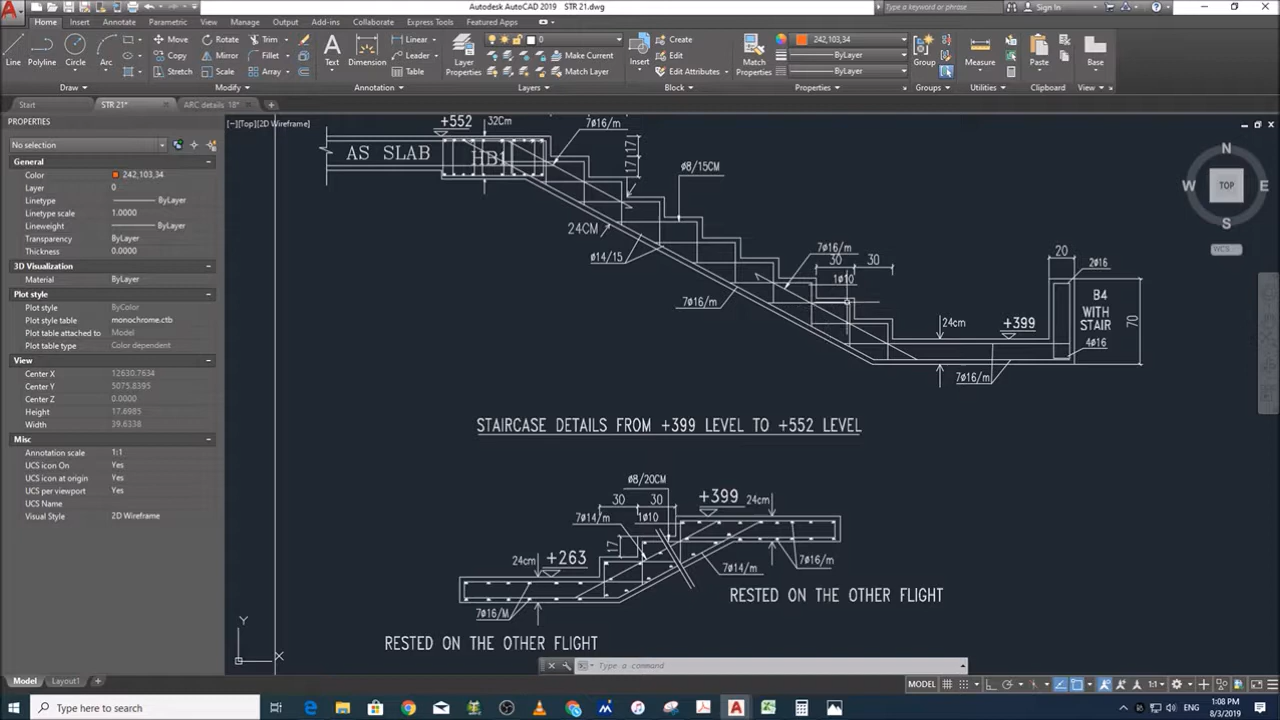 Autodesk AutoCAD 2019 STR 21.dwg
Type a keyword or phrase
Sign In
Home Insert Annotate Parametric View Manage Output Add-ins Collaborate Express Tools Featured Apps
Line Polyline Circle Arc
Move Rotate Trim
Copy Mirror Fillet
Stretch Scale Array
Text Dimension
Linear
Leader
Table
Layer Properties
0
Make Current
Match Layer
Insert
Create
Edit
Edit Attributes
Match Properties
242,103,34
ByLayer
ByLayer
Group
Measure
Paste
Base
Draw Modify Annotation Layers Block Properties Groups Utilities Clipboard View
Start STR 21* ARC details 18*
PROPERTIES
No selection
General
Color 242,103,34
Layer 0
Linetype ByLayer
Linetype scale 1.0000
Lineweight ByLayer
Transparency ByLayer
Thickness 0.0000
3D Visualization
Material ByLayer
Plot style
Plot style ByColor
Plot style table monochrome.ctb
Plot table attached to Model
Plot table type Color dependent
View
Center X 12630.7634
Center Y 5075.8395
Center Z 0.0000
Height 17.6985
Width 39.6338
Misc
Annotation scale 1:1
UCS icon On Yes
UCS icon at origin Yes
UCS per viewport Yes
UCS Name
Visual Style 2D Wireframe
[−][Top][2D Wireframe]
N
W TOP E
S
WCS
+552 32Cm 7ø16/m
AS SLAB HB1
17 17
ø8/15CM
24CM
ø14/15
7ø16/m
7ø16/m
30 30
1ø10
20
2ø16
B4
WITH
STAIR
70
4ø16
24cm +399
7ø16/m
STAIRCASE DETAILS FROM +399 LEVEL TO +552 LEVEL
ø8/20CM
30 30
+399 24cm
7ø14/m 1ø10
17
24cm +263
7ø14/m
7ø16/m
7ø16/M
RESTED ON THE OTHER FLIGHT
RESTED ON THE OTHER FLIGHT
Y
X
Type a command
Model Layout1 +
MODEL
1:1
Type here to search
ENG
1:08 PM
8/3/2019